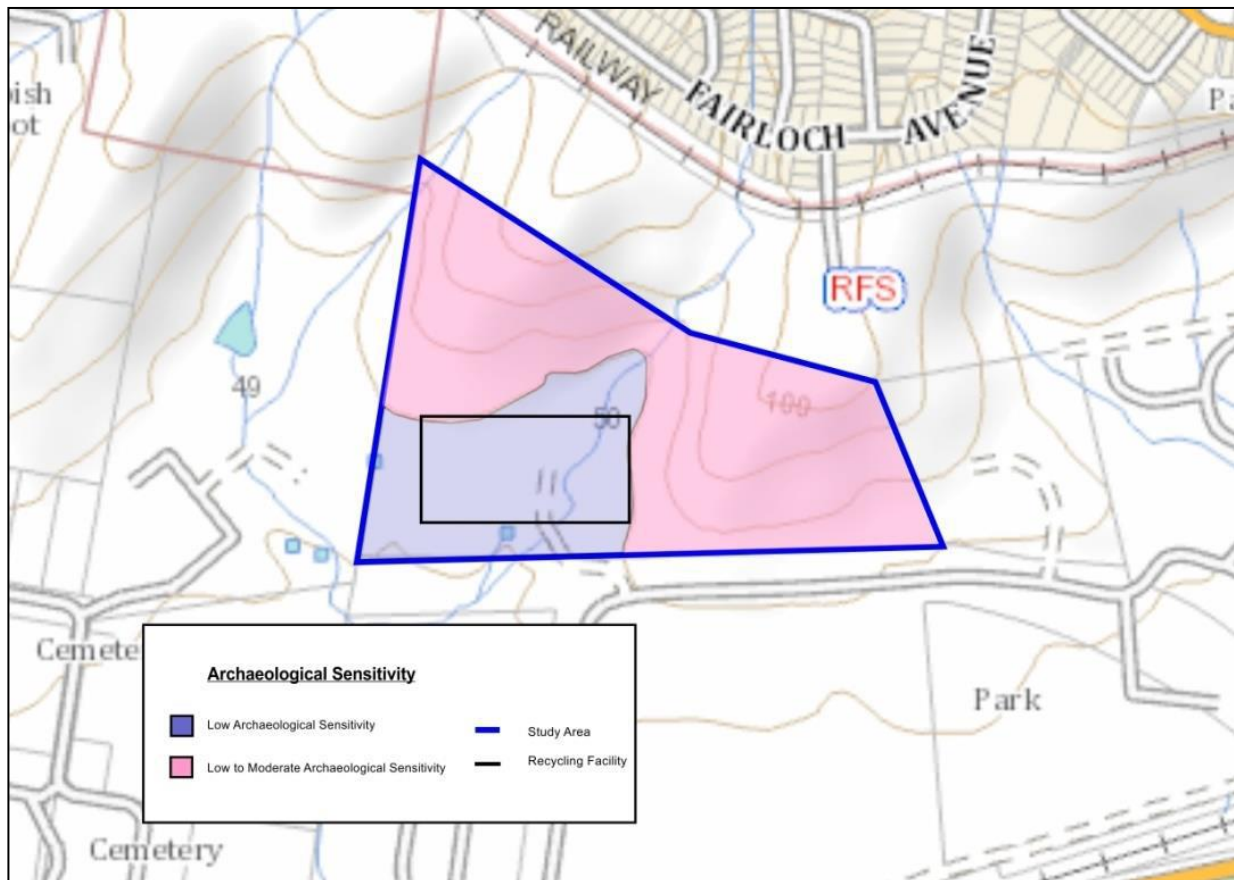 RAILWAY
FAIRLOCH AVENUE
Pa
ish
ot
RFS
49
50
100
Cemete
Park
Cemetery
Archaeological Sensitivity
Low Archaeological Sensitivity
Low to Moderate Archaeological Sensitivity
Study Area
Recycling Facility